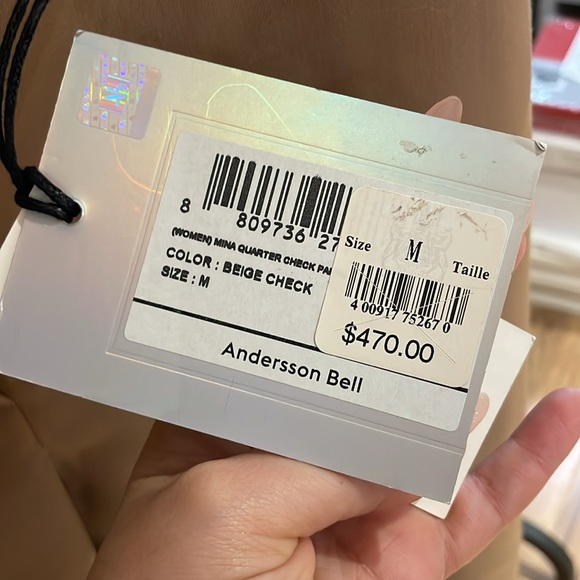 8 809736 27
(WOMEN) MINA QUARTER CHECK PA
COLOR : BEIGE CHECK
SIZE : M
Size M Taille
4 00917 75267 0
$470.00
Andersson Bell